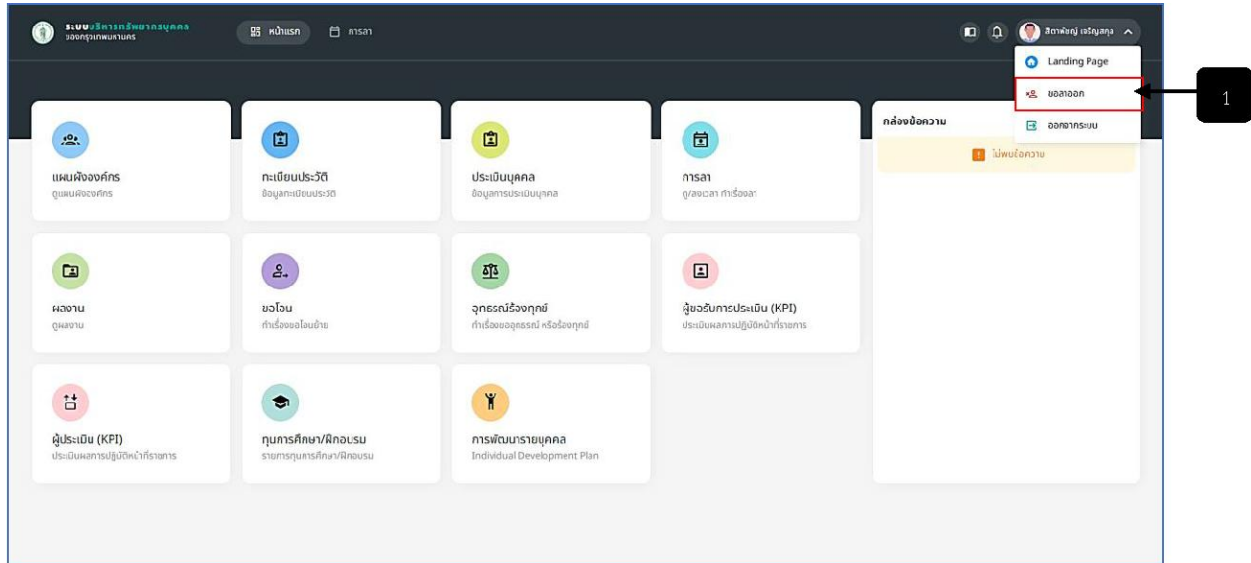 ระบบบริหารทรัพยากรบุคคล
ของกรุงเทพมหานคร
หน้าแรก
การลา
สิตาพัชญ์ เจริญสกุล
Landing Page
ขอลาออก
ออกจากระบบ
1
แผนผังองค์กร
ดูแผนผังองค์กร
ทะเบียนประวัติ
ข้อมูลทะเบียนประวัติ
ประเมินบุคคล
ข้อมูลการประเมินบุคคล
การลา
ดู/ลงเวลา ทำเรื่องลา
กล่องข้อความ
ไม่พบข้อความ
ผลงาน
ดูผลงาน
ขอโอน
ทำเรื่องขอโอนย้าย
อุทธรณ์ร้องทุกข์
ทำเรื่องขออุทธรณ์ หรือร้องทุกข์
ผู้ขอรับการประเมิน (KPI)
ประเมินผลการปฏิบัติหน้าที่ราชการ
ผู้ประเมิน (KPI)
ประเมินผลการปฏิบัติหน้าที่ราชการ
ทุนการศึกษา/ฝึกอบรม
รายการทุนการศึกษา/ฝึกอบรม
การพัฒนารายบุคคล
Individual Development Plan